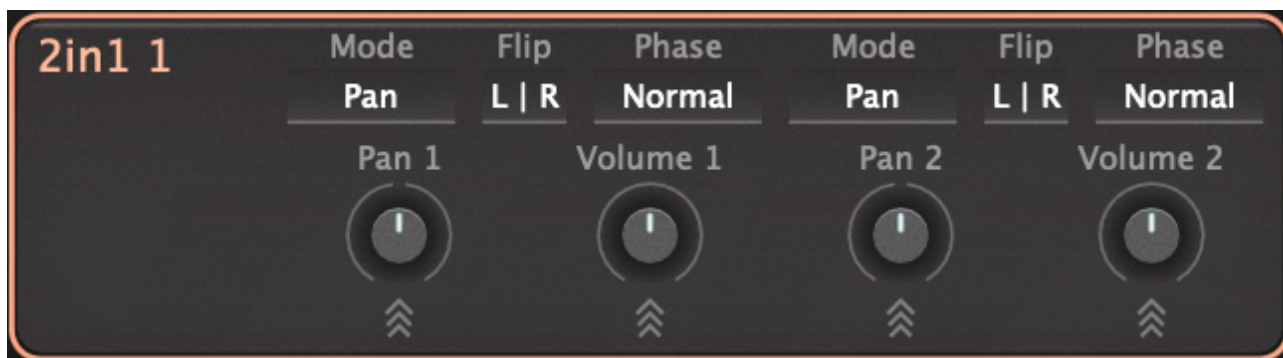 2in1 1
Mode Flip Phase Mode Flip Phase
Pan L | R Normal Pan L | R Normal
Pan 1 Volume 1 Pan 2 Volume 2